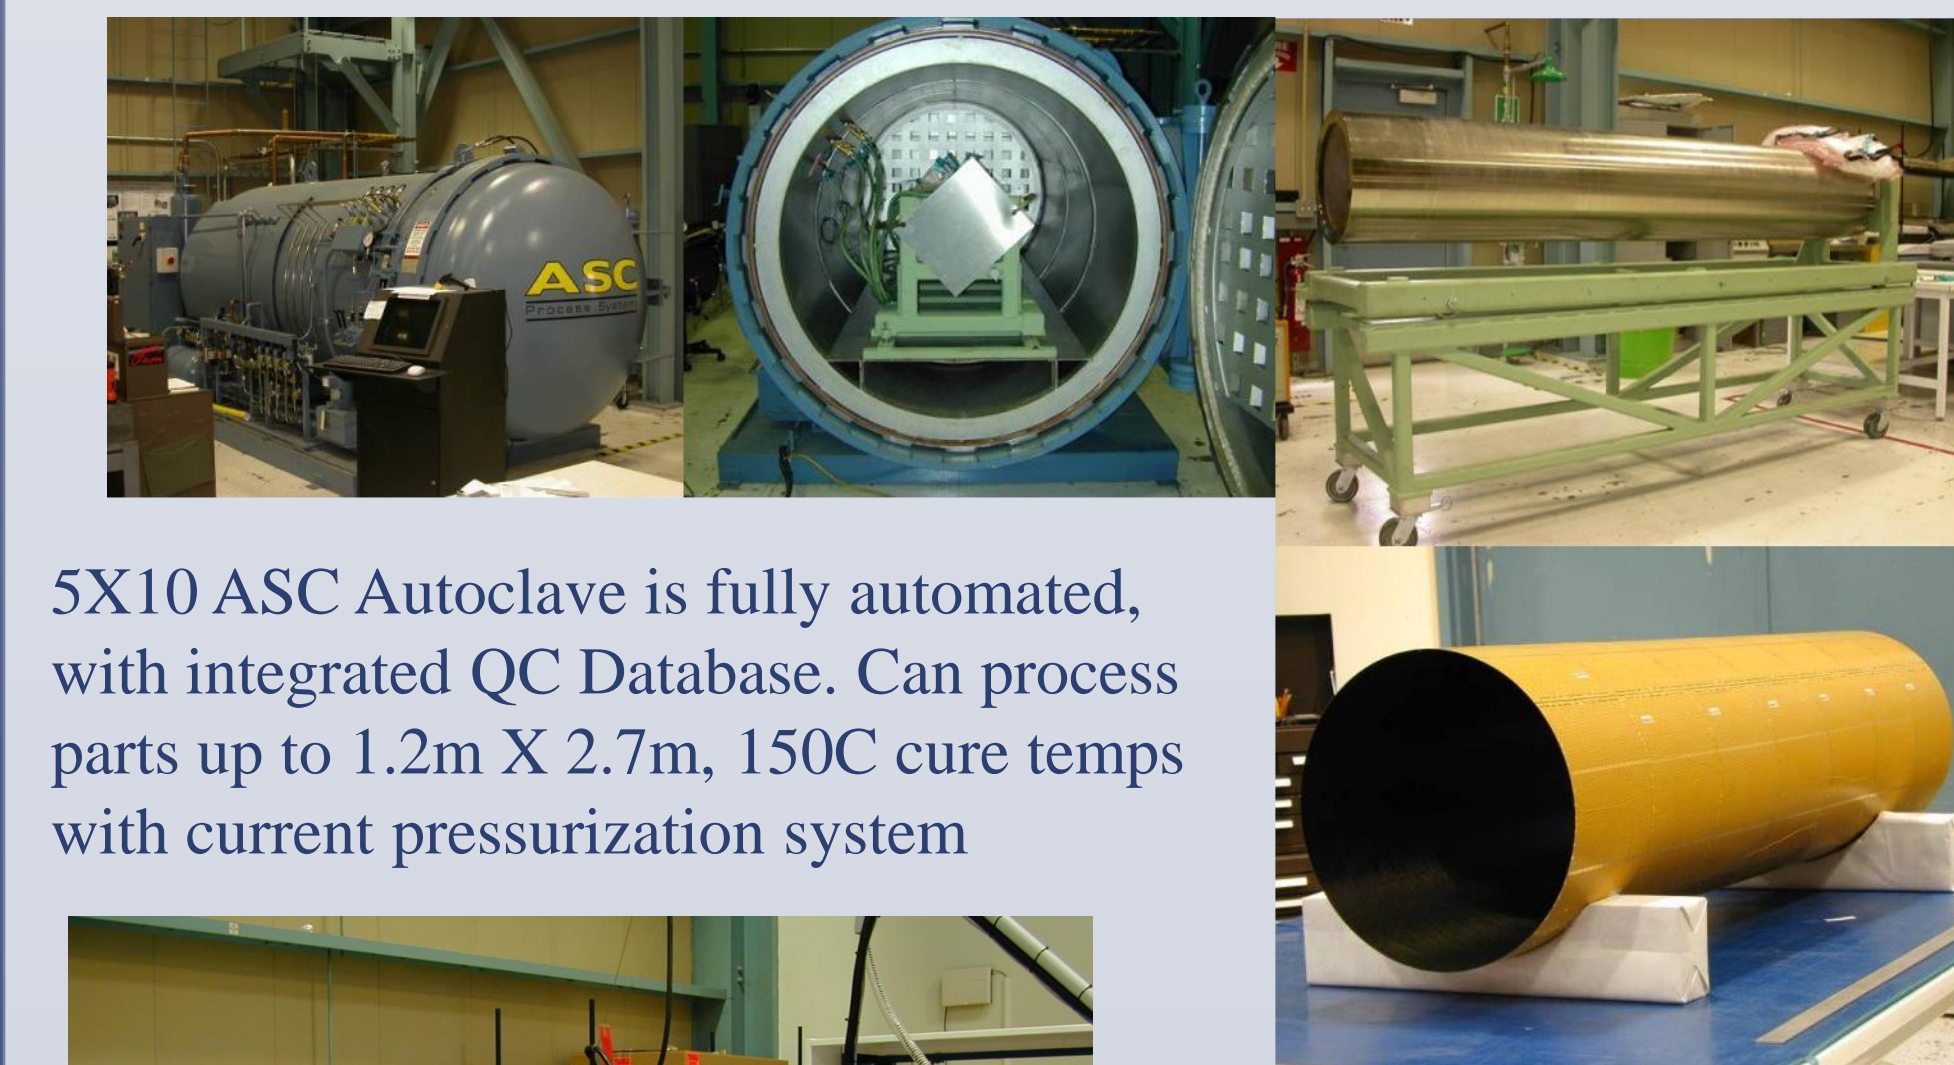 ASC
Process Systems
5X10 ASC Autoclave is fully automated,
with integrated QC Database. Can process
parts up to 1.2m X 2.7m, 150C cure temps
with current pressurization system